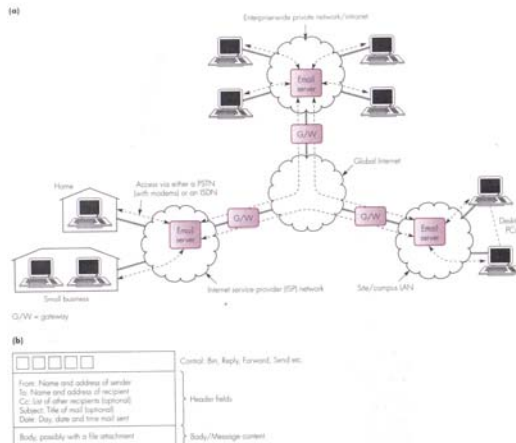 (a)
Enterprisewide private network/intranet
Email
server
G/W
Global Internet
Access via either a PSTN
(with modems) or an ISDN
Home
G/W
G/W
Email
server
Email
server
Desktop
PCs
Small business
Internet service provider (ISP) network
Site/campus LAN
G/W = gateway
(b)
Control: Bin, Reply, Forward, Send etc.
From: Name and address of sender
To: Name and address of recipient
Cc: List of other recipients (optional)
Subject: Title of mail (optional)
Date: Day, date and time mail sent
Header fields
Body, possibly with a file attachment
Body/Message content